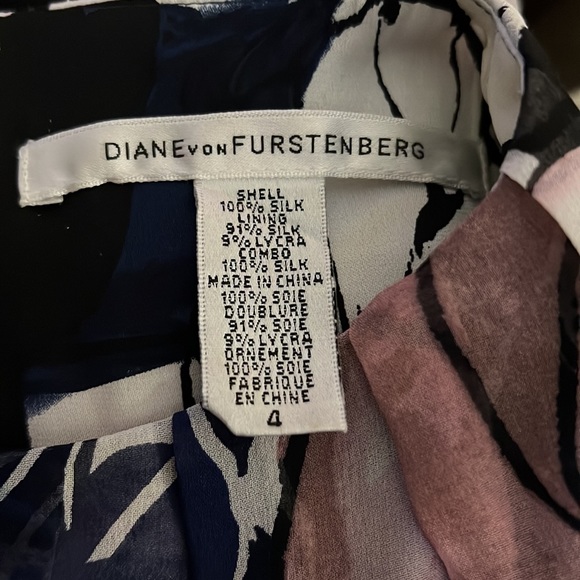 DIANE VON FURSTENBERG
SHELL
100% SILK
LINING
91% SILK
9% LYCRA
COMBO
100% SILK
MADE IN CHINA
100% SOIE
DOUBLURE
91% SOIE
9% LYCRA
ORNEMENT
100% SOIE
FABRIQUE
EN CHINE
4